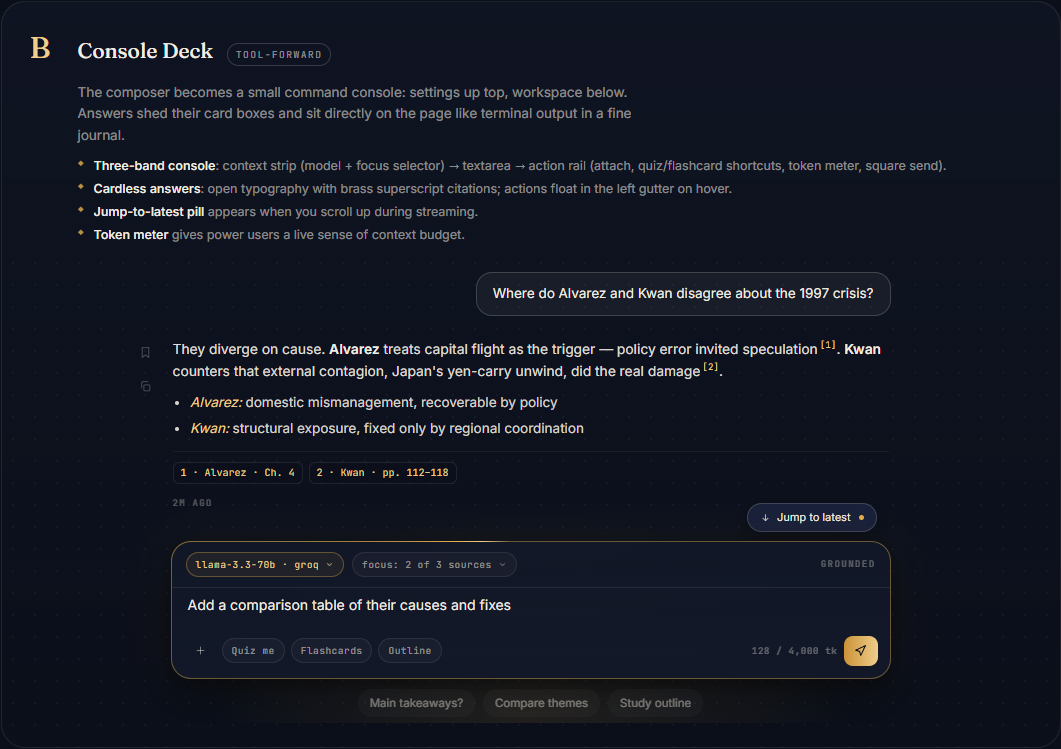 B Console Deck TOOL-FORWARD
The composer becomes a small command console: settings up top, workspace below.
Answers shed their card boxes and sit directly on the page like terminal output in a fine
journal.
Three-band console: context strip (model + focus selector) → textarea → action rail (attach, quiz/flashcard shortcuts, token meter, square send).
Cardless answers: open typography with brass superscript citations; actions float in the left gutter on hover.
Jump-to-latest pill appears when you scroll up during streaming.
Token meter gives power users a live sense of context budget.
Where do Alvarez and Kwan disagree about the 1997 crisis?
They diverge on cause. Alvarez treats capital flight as the trigger — policy error invited speculation [1]. Kwan
counters that external contagion, Japan's yen-carry unwind, did the real damage [2].
• Alvarez: domestic mismanagement, recoverable by policy
• Kwan: structural exposure, fixed only by regional coordination
1 · Alvarez · Ch. 4 2 · Kwan · pp. 112–118
2M AGO
↓ Jump to latest
llama-3.3-70b · groq focus: 2 of 3 sources GROUNDED
Add a comparison table of their causes and fixes
+ Quiz me Flashcards Outline 128 / 4,000 tk
Main takeaways? Compare themes Study outline